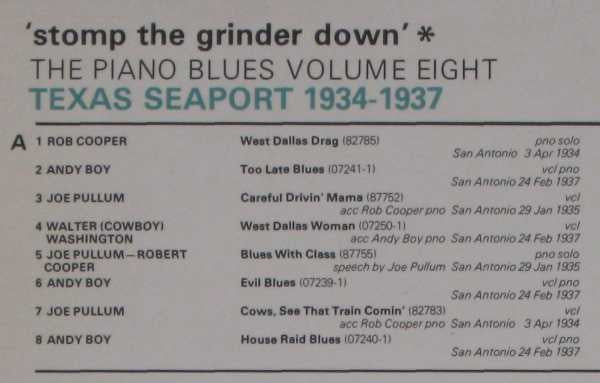 'stomp the grinder down' *
THE PIANO BLUES VOLUME EIGHT
TEXAS SEAPORT 1934-1937
A 1 ROB COOPER West Dallas Drag (82785) pno solo
San Antonio 3 Apr 1934
2 ANDY BOY Too Late Blues (07241-1) vcl pno
San Antonio 24 Feb 1937
3 JOE PULLUM Careful Drivin' Mama (87752) vcl
acc Rob Cooper pno San Antonio 29 Jan 1935
4 WALTER (COWBOY) West Dallas Woman (07250-1) vcl
WASHINGTON acc Andy Boy pno San Antonio 24 Feb 1937
5 JOE PULLUM—ROBERT Blues With Class (87755) pno solo
COOPER speech by Joe Pullum San Antonio 29 Jan 1935
6 ANDY BOY Evil Blues (07239-1) vcl pno
San Antonio 24 Feb 1937
7 JOE PULLUM Cows, See That Train Comin' (82783) vcl
acc Rob Cooper pno San Antonio 3 Apr 1934
8 ANDY BOY House Raid Blues (07240-1) vcl pno
San Antonio 24 Feb 1937